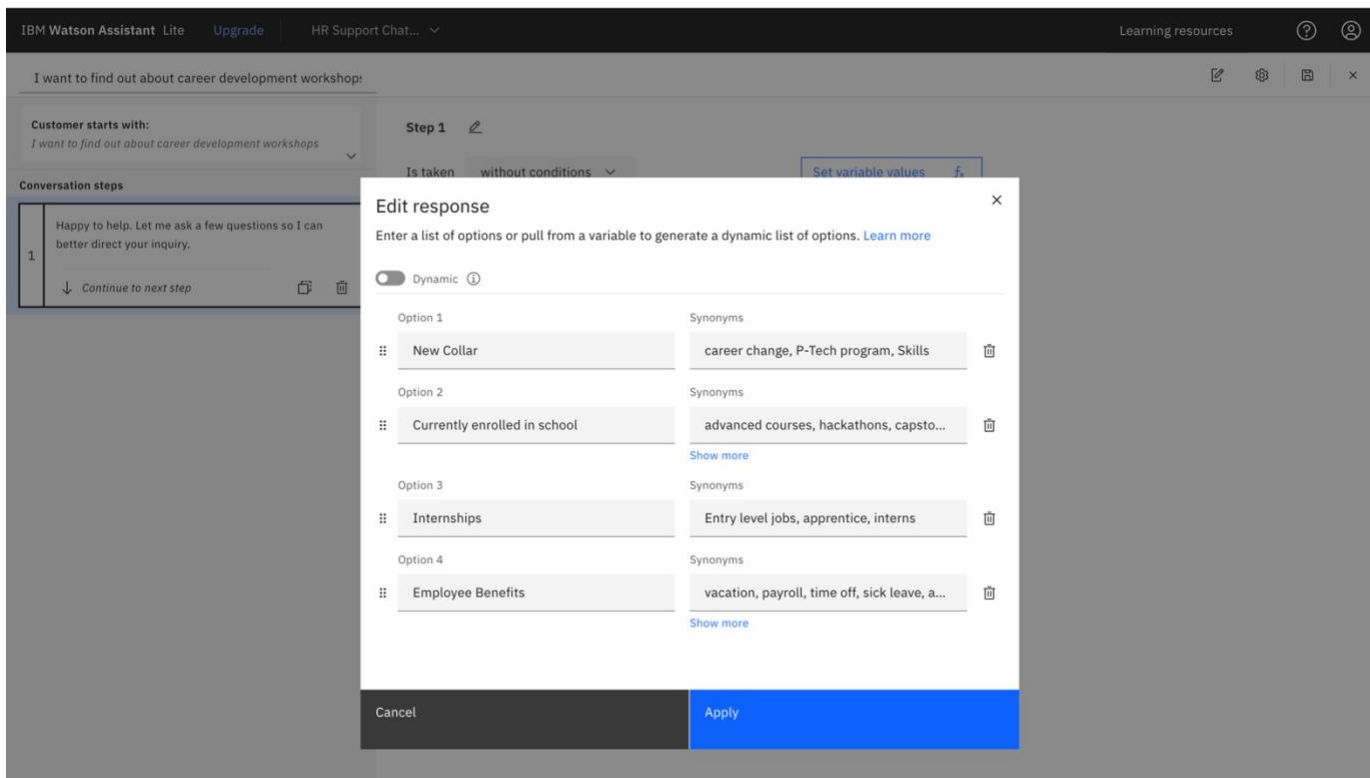 IBM Watson Assistant Lite Upgrade HR Support Chat... Learning resources
I want to find out about career development workshops
Customer starts with:
I want to find out about career development workshops
Conversation steps
1
Happy to help. Let me ask a few questions so I can
better direct your inquiry.
Continue to next step
Step 1
Is taken without conditions Set variable values fx
Edit response
Enter a list of options or pull from a variable to generate a dynamic list of options. Learn more
Dynamic
Option 1 Synonyms
New Collar career change, P-Tech program, Skills
Option 2 Synonyms
Currently enrolled in school advanced courses, hackathons, capsto...
Show more
Option 3 Synonyms
Internships Entry level jobs, apprentice, interns
Option 4 Synonyms
Employee Benefits vacation, payroll, time off, sick leave, a...
Show more
Cancel Apply